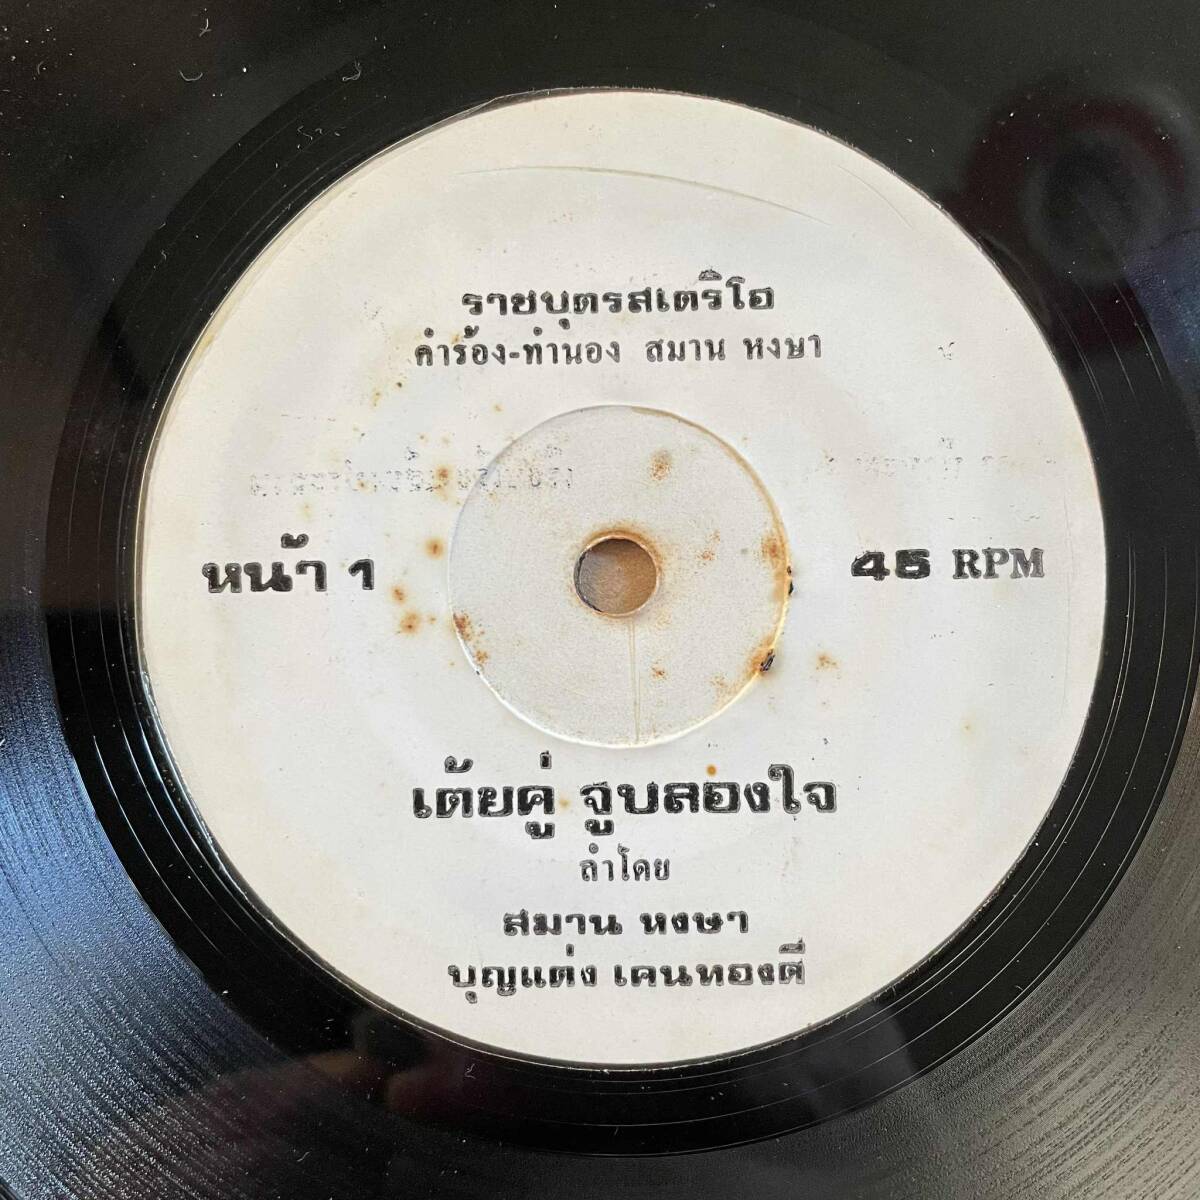 ราชบุตรสเตริโอ
คำร้อง-ทำนอง สมาน หงษา
หน้า 1
45 RPM
เต้ยคู่ จูบลองใจ
ลำโดย
สมาน หงษา
บุญแต่ง เคนทองดี